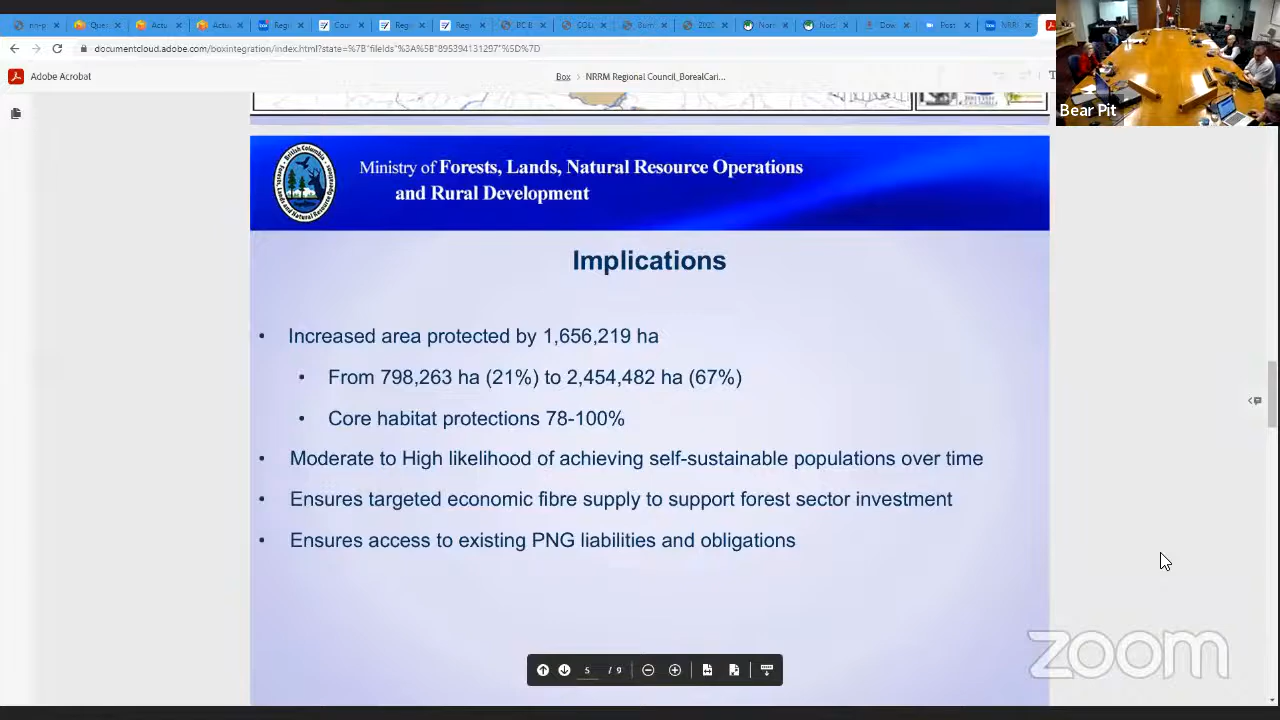 documentcloud.adobe.com/boxintegration/index.html?state=%7B"fileIds"%3A%5B"895394131297"%5D%7D
Adobe Acrobat
Box > NRRM Regional Council_BorealCari...
Bear Pit
Ministry of Forests, Lands, Natural Resource Operations
and Rural Development
Implications
• Increased area protected by 1,656,219 ha
• From 798,263 ha (21%) to 2,454,482 ha (67%)
• Core habitat protections 78-100%
• Moderate to High likelihood of achieving self-sustainable populations over time
• Ensures targeted economic fibre supply to support forest sector investment
• Ensures access to existing PNG liabilities and obligations
5 / 9
zoom